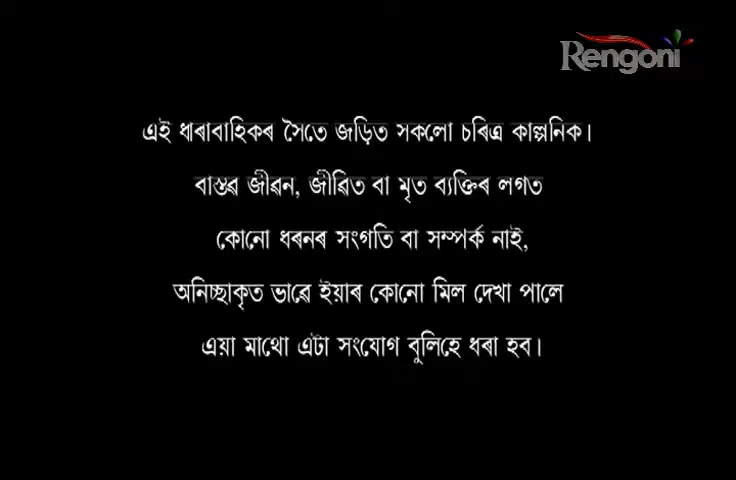 Rengoni
এই ধাৰাবাহিকৰ সৈতে জড়িত সকলো চৰিত্ৰ কাল্পনিক।
বাস্তৱ জীৱন, জীৱিত বা মৃত ব্যক্তিৰ লগত
কোনো ধৰনৰ সংগতি বা সম্পৰ্ক নাই,
অনিচ্ছাকৃত ভাৱে ইয়াৰ কোনো মিল দেখা পালে
এয়া মাথো এটা সংযোগ বুলিহে ধৰা হব।